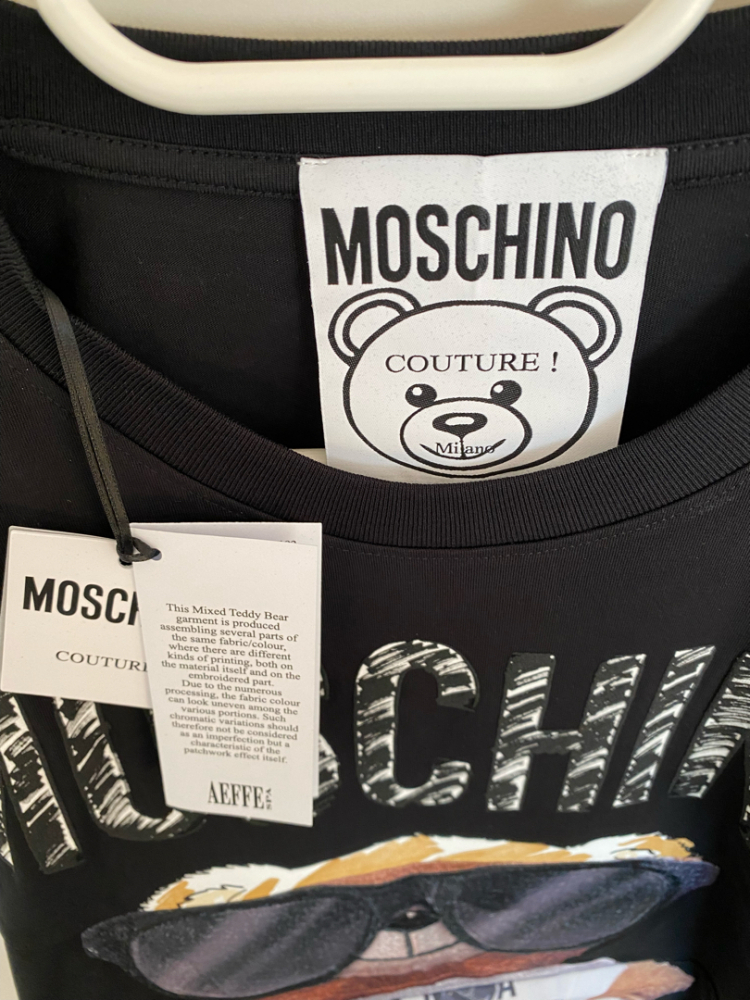 MOSCHINO
COUTURE !
Milano
MOSCH
COUTURE
This Mixed Teddy Bear
garment is produced
assembling several parts of
the same fabric/colour,
where there are different
kinds of printing, both on
the material itself and on the
embroidered part.
Due to the numerous
processing, the fabric colour
can look uneven among the
various portions. Such
chromatic variations should
therefore not be considered
as an imperfection but a
characteristic of the
patchwork effect itself.
AEFFE SPA
MOSCHIN